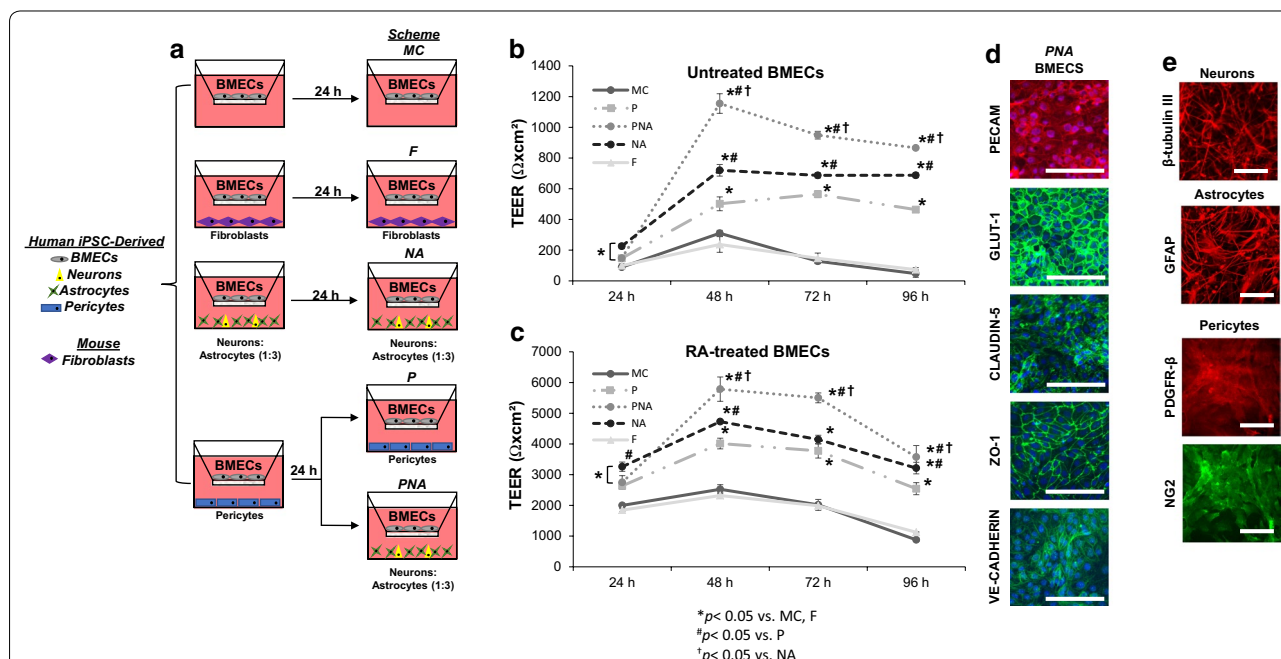 a
Scheme
MC
BMECs
24 h
BMECs
F
BMECs
24 h
BMECs
Fibroblasts
Fibroblasts
Human iPSC-Derived
BMECs
Neurons
Astrocytes
Pericytes
Mouse
Fibroblasts
NA
BMECs
24 h
BMECs
Neurons:
Astrocytes (1:3)
Neurons:
Astrocytes (1:3)
P
BMECs
Pericytes
BMECs
24 h
Pericytes
PNA
BMECs
Neurons:
Astrocytes (1:3)
b
Untreated BMECs
TEER (Ωxcm²)
1400
1200
1000
800
600
400
200
0
MC
P
PNA
NA
F
*#†
*#†
*#†
*#
*#
*#
*
*
*
*
24 h
48 h
72 h
96 h
c
RA-treated BMECs
TEER (Ωxcm²)
7000
6000
5000
4000
3000
2000
1000
0
MC
P
PNA
NA
F
*#†
*#†
*#†
*#
*#
*
*
*
*
*
#
24 h
48 h
72 h
96 h
*p< 0.05 vs. MC, F
#p< 0.05 vs. P
†p< 0.05 vs. NA
d
PNA
BMECS
PECAM
GLUT-1
CLAUDIN-5
ZO-1
VE-CADHERIN
e
Neurons
β-tubulin III
Astrocytes
GFAP
Pericytes
PDGFR-β
NG2